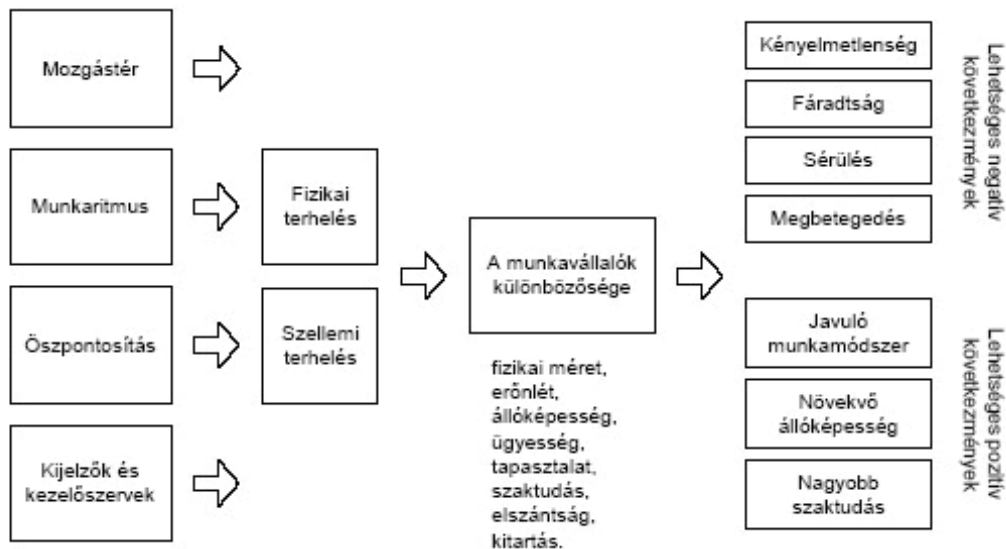 Mozgástér
Munkaritmus
Öszpontosítás
Kijelzők és
kezelőszervek
Fizikai
terhelés
Szellemi
terhelés
A munkavállalók
különbözősége
fizikai méret,
erőnlét,
állóképesség,
ügyesség,
tapasztalat,
szaktudás,
elszántság,
kitartás.
Kényelmetlenség
Fáradtság
Sérülés
Megbetegedés
Lehetséges negatív
következmények
Javuló
munkamódszer
Növekvő
állóképesség
Nagyobb
szaktudás
Lehetséges pozitív
következmények